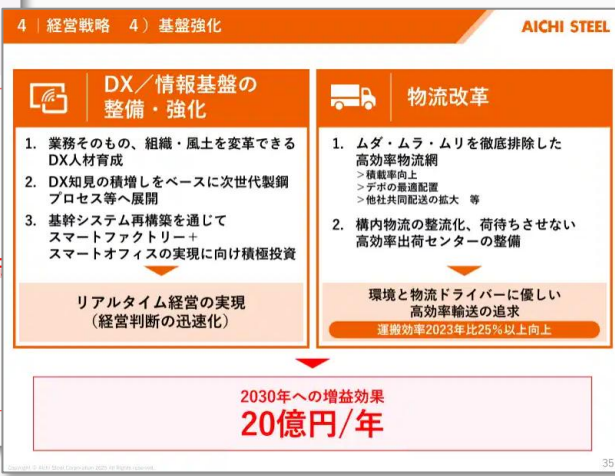 4 | 経営戦略 4）基盤強化
AICHI STEEL
DX／情報基盤の
整備・強化
1. 業務そのもの、組織・風土を変革できる
DX人材育成
2. DX知見の積増しをベースに次世代製鋼
プロセス等へ展開
3. 基幹システム再構築を通じて
スマートファクトリー＋
スマートオフィスの実現に向け積極投資
リアルタイム経営の実現
（経営判断の迅速化）
物流改革
1. ムダ・ムラ・ムリを徹底排除した
高効率物流網
＞積載率向上
＞デポの最適配置
＞他社共同配送の拡大 等
2. 構内物流の整流化、荷待ちさせない
高効率出荷センターの整備
環境と物流ドライバーに優しい
高効率輸送の追求
運搬効率2023年比25％以上向上
2030年への増益効果
20億円/年
Copyright © Aichi Steel Corporation 2025 All Rights reserved.
35